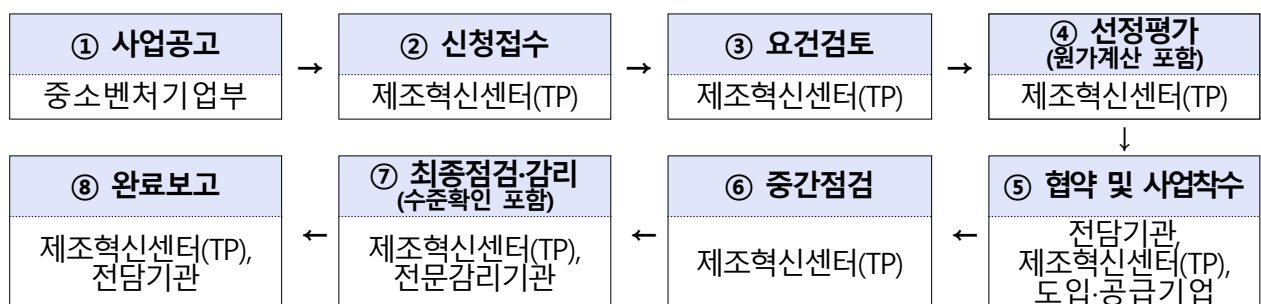 ① 사업공고
중소벤처기업부
→
② 신청접수
제조혁신센터(TP)
→
③ 요건검토
제조혁신센터(TP)
→
④ 선정평가
(원가계산 포함)
제조혁신센터(TP)
↓
⑤ 협약 및 사업착수
전담기관,
제조혁신센터(TP),
도입·공급기업
←
⑥ 중간점검
제조혁신센터(TP)
←
⑦ 최종점검·감리
(수준확인 포함)
제조혁신센터(TP),
전문감리기관
←
⑧ 완료보고
제조혁신센터(TP),
전담기관